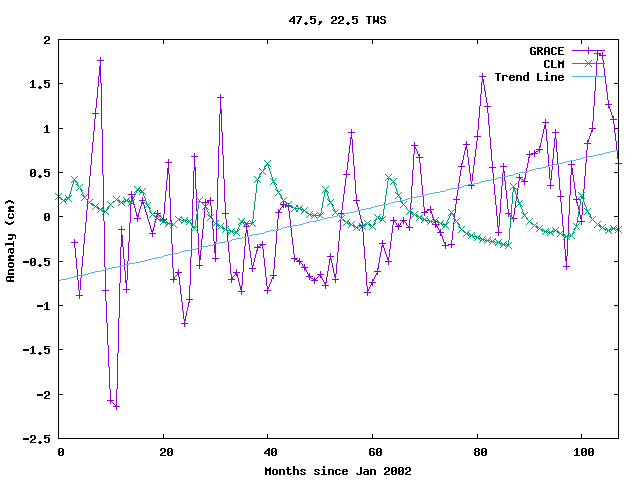 47.5, 22.5 TWS
GRACE
CLM
Trend Line
2
1.5
1
0.5
0
-0.5
-1
-1.5
-2
-2.5
Anomaly (cm)
0 20 40 60 80 100
Months since Jan 2002